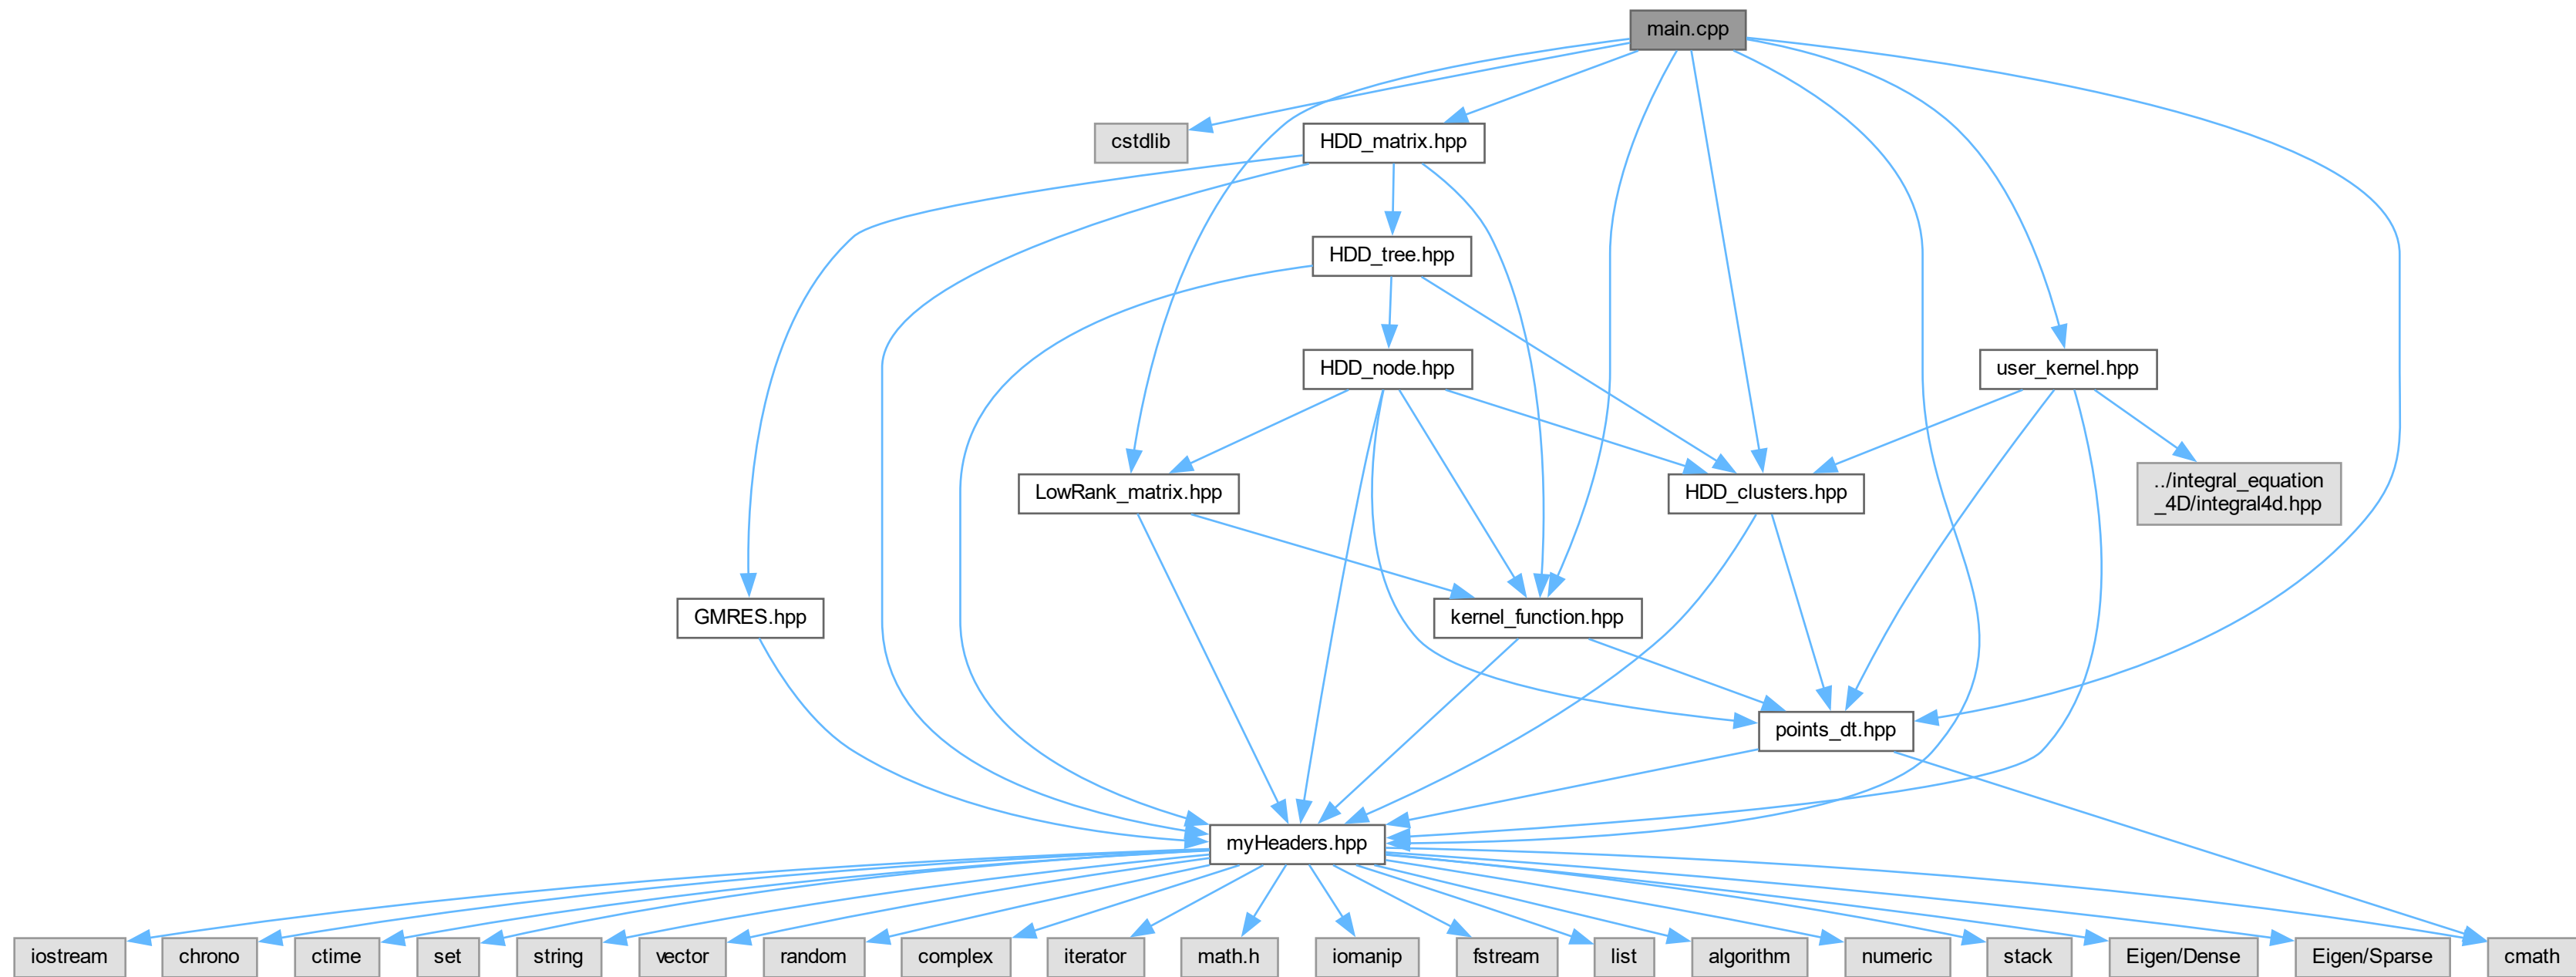 main.cpp
cstdlib
HDD_matrix.hpp
HDD_tree.hpp
HDD_node.hpp
user_kernel.hpp
LowRank_matrix.hpp
HDD_clusters.hpp
../integral_equation
_4D/integral4d.hpp
GMRES.hpp
kernel_function.hpp
points_dt.hpp
myHeaders.hpp
iostream
chrono
ctime
set
string
vector
random
complex
iterator
math.h
iomanip
fstream
list
algorithm
numeric
stack
Eigen/Dense
Eigen/Sparse
cmath